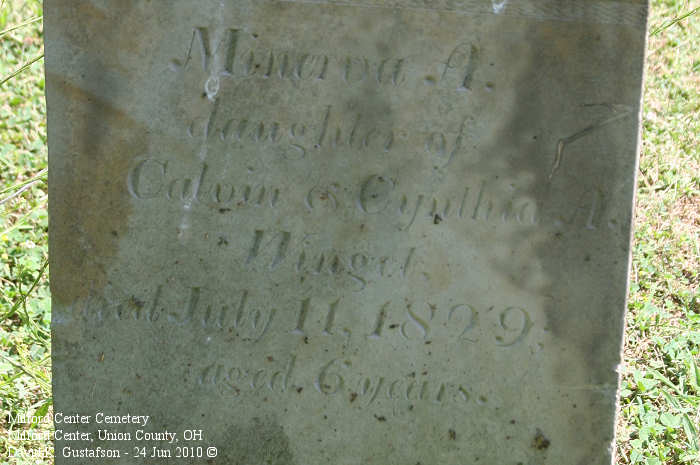 Minerva A.
daughter of
Calvin & Cynthia A.
Winget,
died July 11, 1829,
aged 6 years.
Milford Center Cemetery
Milford Center, Union County, OH
Gustafson - 24 Jun 2010 ©